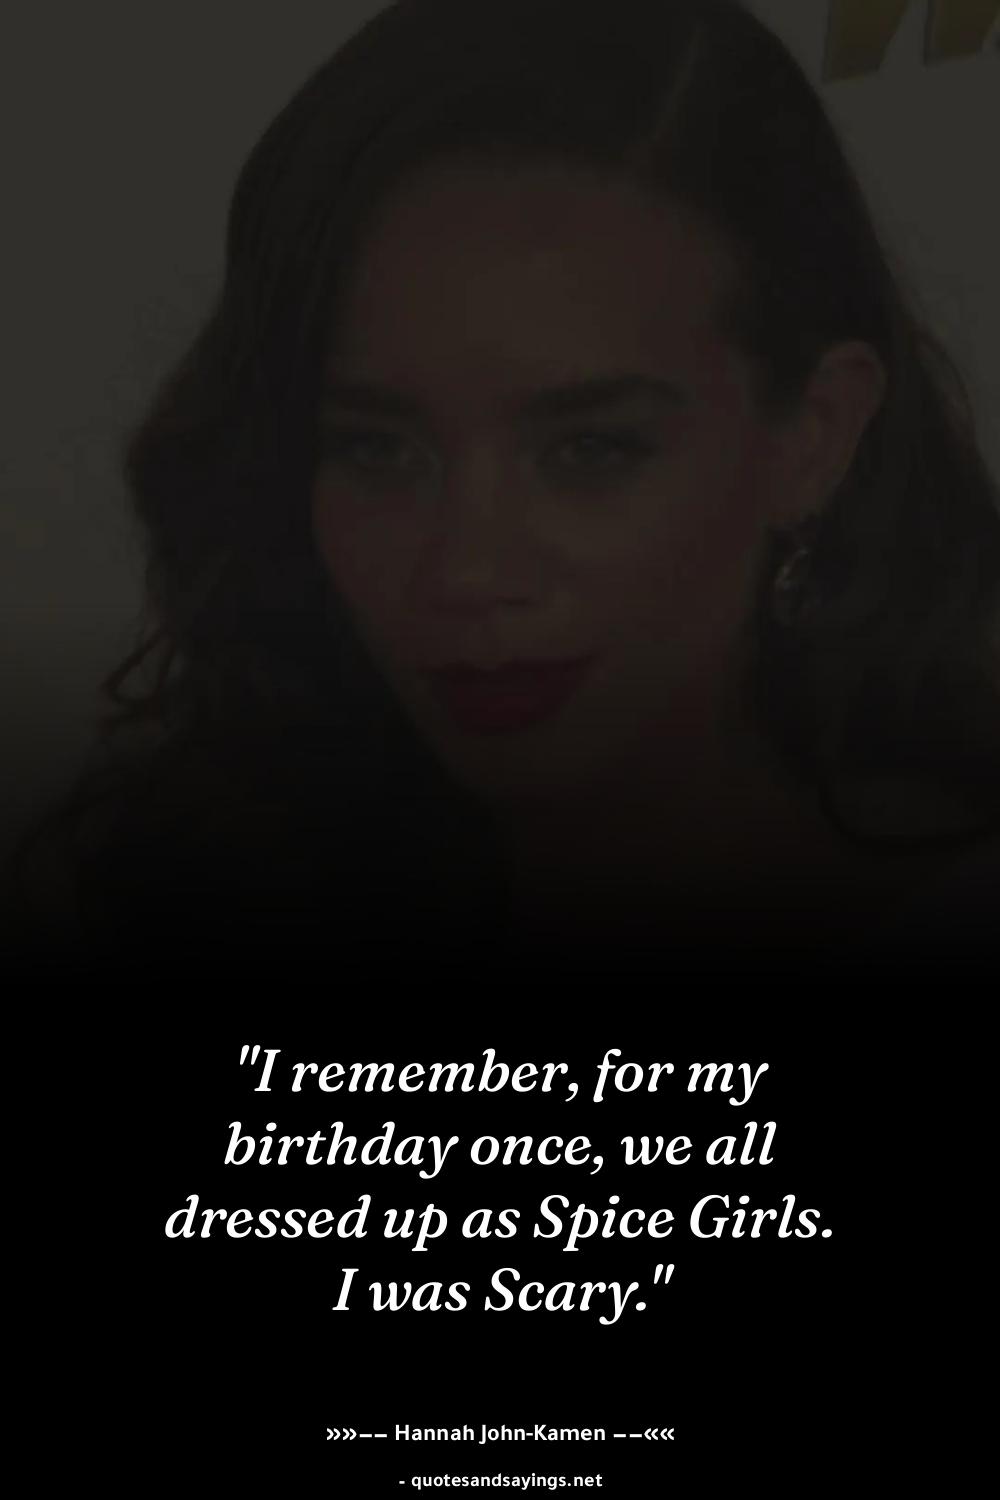 "I remember, for my
birthday once, we all
dressed up as Spice Girls.
I was Scary."
»»−− Hannah John-Kamen −−««
- quotesandsayings.net